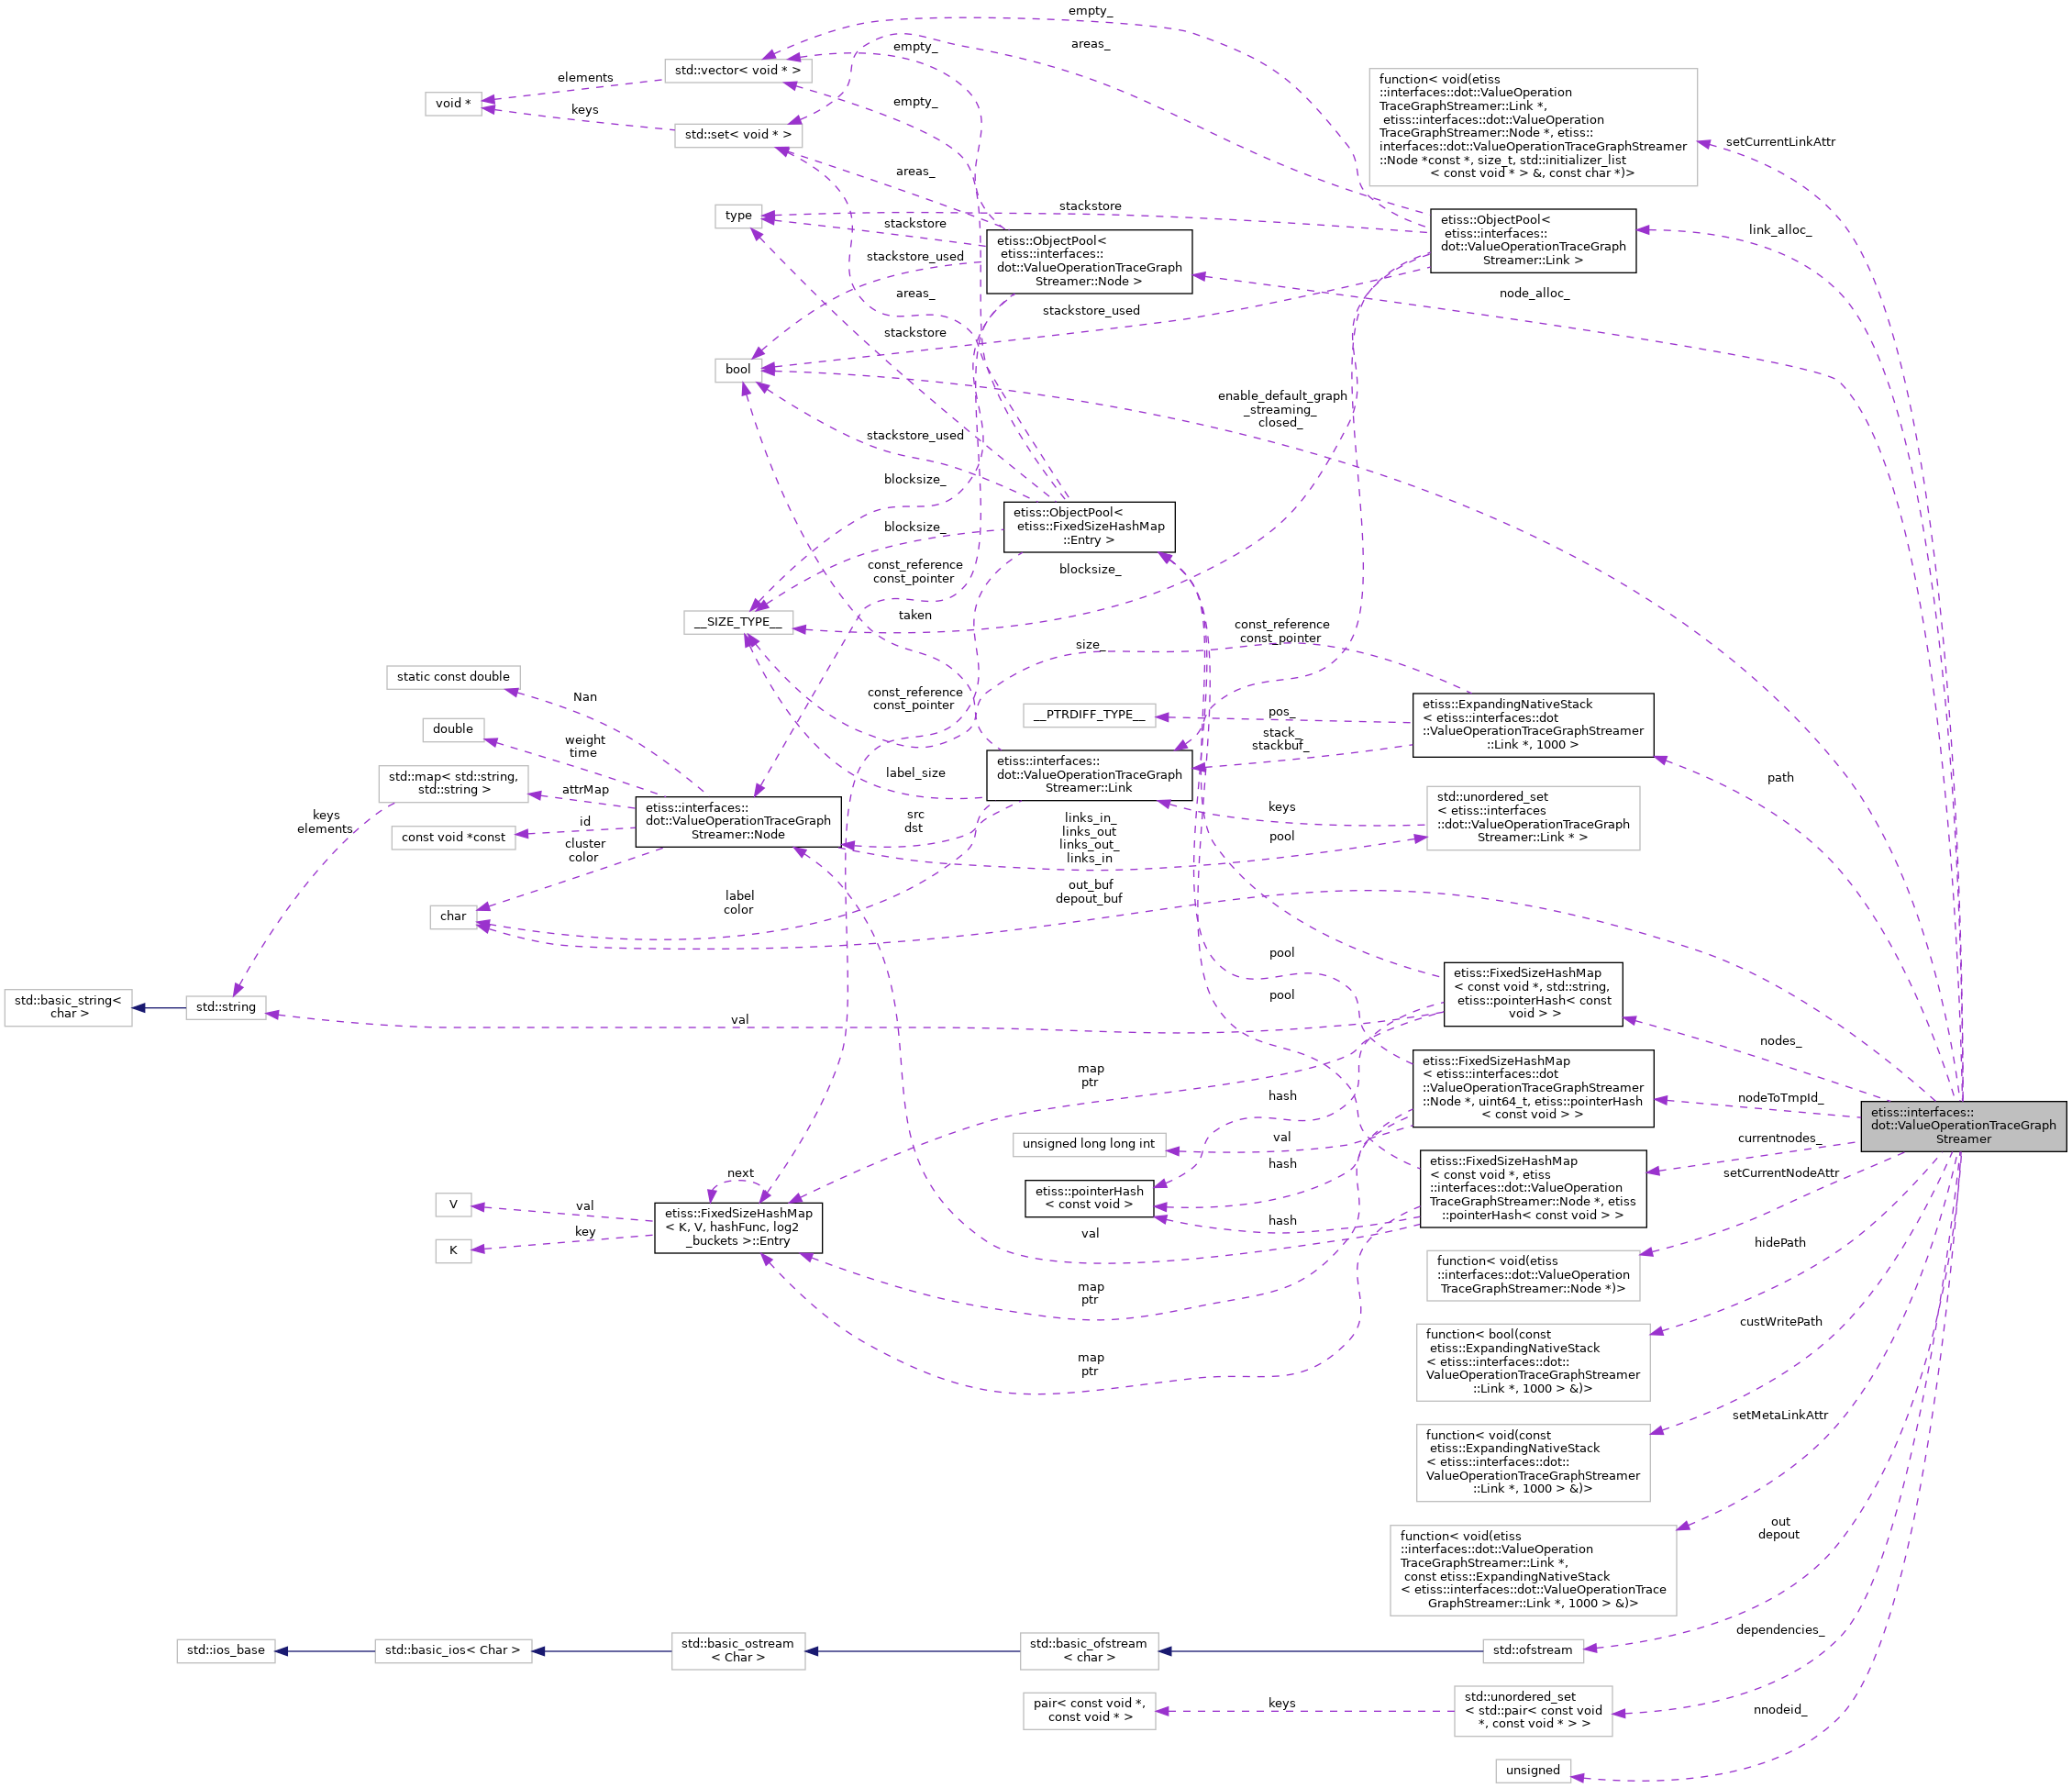 empty_
areas_
empty_
std::vector< void * >
elements
void *
keys
empty_
std::set< void * >
function< void(etiss
::interfaces::dot::ValueOperation
TraceGraphStreamer::Link *,
etiss::interfaces::dot::ValueOperation
TraceGraphStreamer::Node *, etiss::
interfaces::dot::ValueOperationTraceGraphStreamer
::Node *const *, size_t, std::initializer_list
< const void * > &, const char *)>
setCurrentLinkAttr
areas_
type
stackstore
stackstore
etiss::ObjectPool<
etiss::interfaces::
dot::ValueOperationTraceGraph
Streamer::Link >
link_alloc_
etiss::ObjectPool<
etiss::interfaces::
dot::ValueOperationTraceGraph
Streamer::Node >
stackstore_used
areas_
node_alloc_
stackstore_used
stackstore
bool
enable_default_graph
_streaming_
closed_
stackstore_used
blocksize_
etiss::ObjectPool<
etiss::FixedSizeHashMap
::Entry >
blocksize_
const_reference
const_pointer
blocksize_
taken
__SIZE_TYPE__
const_reference
const_pointer
size_
static const double
Nan
const_reference
const_pointer
__PTRDIFF_TYPE__
pos_
etiss::ExpandingNativeStack
< etiss::interfaces::dot
::ValueOperationTraceGraphStreamer
::Link *, 1000 >
double
weight
time
stack_
stackbuf_
std::map< std::string,
std::string >
attrMap
label_size
etiss::interfaces::
dot::ValueOperationTraceGraph
Streamer::Link
path
keys
elements
etiss::interfaces::
dot::ValueOperationTraceGraph
Streamer::Node
const void *const
id
src
dst
keys
std::unordered_set
< etiss::interfaces
::dot::ValueOperationTraceGraph
Streamer::Link * >
links_in_
links_out
links_out_
links_in
pool
cluster
color
char
label
color
out_buf
depout_buf
pool
etiss::FixedSizeHashMap
< const void *, std::string,
etiss::pointerHash< const
void > >
std::basic_string<
char >
std::string
val
pool
nodes_
map
ptr
hash
etiss::FixedSizeHashMap
< etiss::interfaces::dot
::ValueOperationTraceGraphStreamer
::Node *, uint64_t, etiss::pointerHash
< const void > >
nodeToTmpId_
etiss::interfaces::
dot::ValueOperationTraceGraph
Streamer
unsigned long long int
val
hash
currentnodes_
setCurrentNodeAttr
etiss::FixedSizeHashMap
< const void *, etiss
::interfaces::dot::ValueOperation
TraceGraphStreamer::Node *, etiss
::pointerHash< const void > >
next
etiss::pointerHash
< const void >
V
val
K
key
etiss::FixedSizeHashMap
< K, V, hashFunc, log2
_buckets >::Entry
hash
val
hidePath
function< void(etiss
::interfaces::dot::ValueOperation
TraceGraphStreamer::Node *)>
map
ptr
custWritePath
function< bool(const
etiss::ExpandingNativeStack
< etiss::interfaces::dot::
ValueOperationTraceGraphStreamer
::Link *, 1000 > &)>
map
ptr
setMetaLinkAttr
function< void(const
etiss::ExpandingNativeStack
< etiss::interfaces::dot::
ValueOperationTraceGraphStreamer
::Link *, 1000 > &)>
out
depout
function< void(etiss
::interfaces::dot::ValueOperation
TraceGraphStreamer::Link *,
const etiss::ExpandingNativeStack
< etiss::interfaces::dot::ValueOperationTrace
GraphStreamer::Link *, 1000 > &)>
dependencies_
std::ios_base
std::basic_ios< Char >
std::basic_ostream
< Char >
std::basic_ofstream
< char >
std::ofstream
pair< const void *,
const void * >
keys
std::unordered_set
< std::pair< const void
*, const void * > >
nnodeid_
unsigned